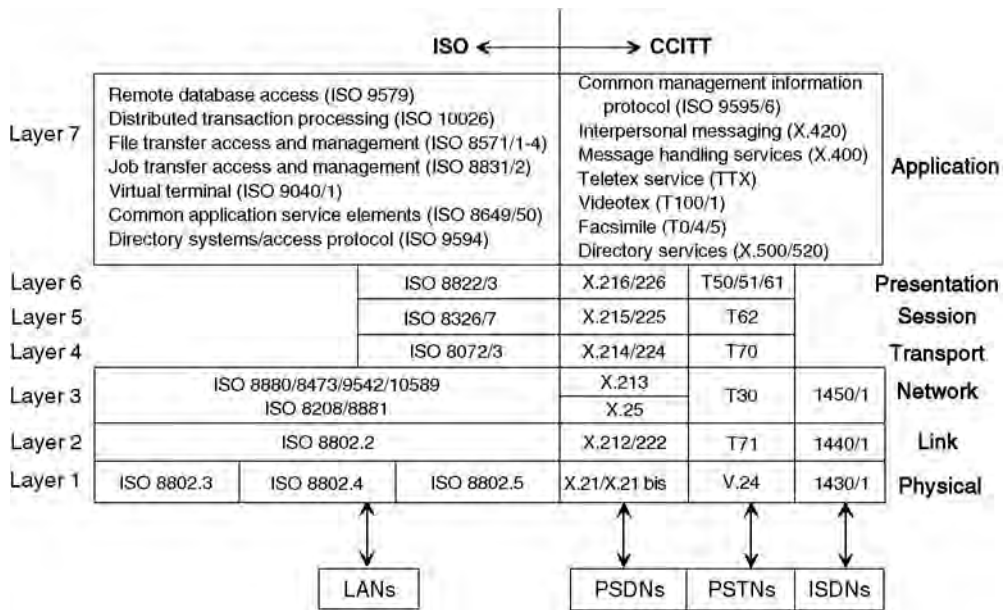 ISO CCITT
Layer 7
Remote database access (ISO 9579)
Distributed transaction processing (ISO 10026)
File transfer access and management (ISO 8571/1-4)
Job transfer access and management (ISO 8831/2)
Virtual terminal (ISO 9040/1)
Common application service elements (ISO 8649/50)
Directory systems/access protocol (ISO 9594)
Common management information
protocol (ISO 9595/6)
Interpersonal messaging (X.420)
Message handling services (X.400)
Teletex service (TTX)
Videotex (T100/1)
Facsimile (T0/4/5)
Directory services (X.500/520)
Application
Layer 6 ISO 8822/3 X.216/226 T50/51/61 Presentation
Layer 5 ISO 8326/7 X.215/225 T62 Session
Layer 4 ISO 8072/3 X.214/224 T70 Transport
Layer 3
ISO 8880/8473/9542/10589
ISO 8208/8881
X.213
X.25
T30 1450/1 Network
Layer 2 ISO 8802.2 X.212/222 T71 1440/1 Link
Layer 1 ISO 8802.3 ISO 8802.4 ISO 8802.5 X.21/X.21 bis V.24 1430/1 Physical
LANs PSDNs PSTNs ISDNs